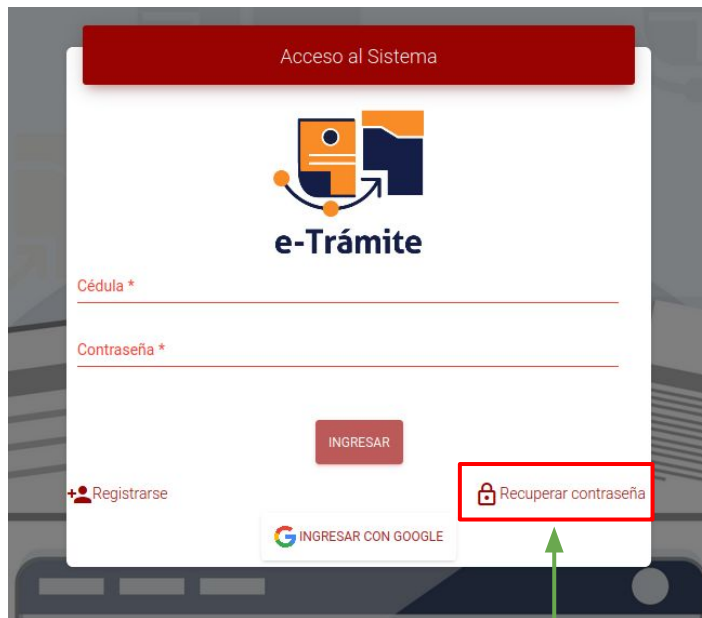 Acceso al Sistema
e-Trámite
Cédula *
Contraseña *
INGRESAR
Registrarse
Recuperar contraseña
INGRESAR CON GOOGLE